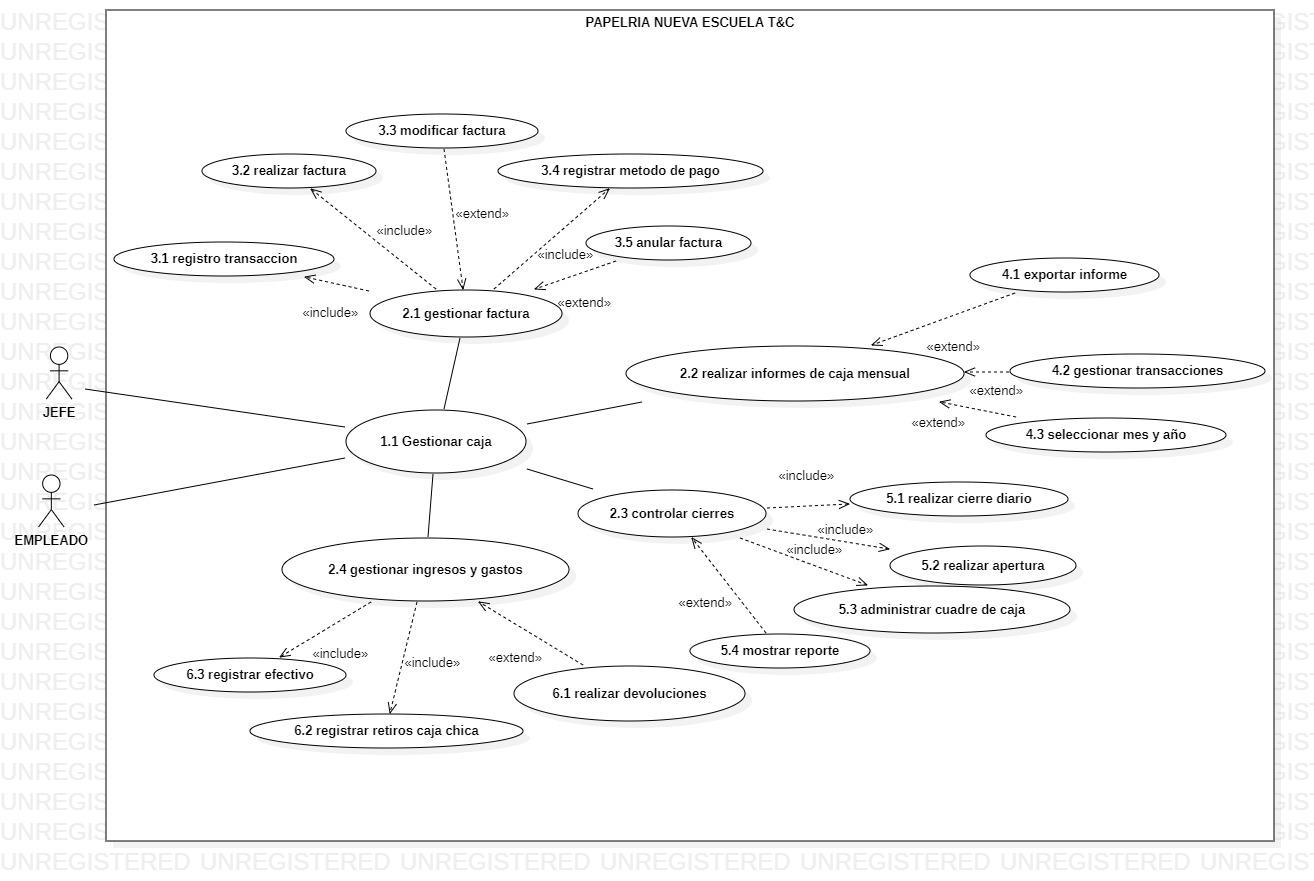 PAPELRIA NUEVA ESCUELA T&C
3.3 modificar factura
3.2 realizar factura
3.4 registrar metodo de pago
«extend»
«include»
3.5 anular factura
«include»
3.1 registro transaccion
4.1 exportar informe
«extend»
«include»
2.1 gestionar factura
«extend»
4.2 gestionar transacciones
2.2 realizar informes de caja mensual
«extend»
JEFE
«extend»
4.3 seleccionar mes y año
1.1 Gestionar caja
«include»
5.1 realizar cierre diario
2.3 controlar cierres
«include»
EMPLEADO
«include»
5.2 realizar apertura
2.4 gestionar ingresos y gastos
«extend»
5.3 administrar cuadre de caja
5.4 mostrar reporte
«include»
«include»
«extend»
6.3 registrar efectivo
6.1 realizar devoluciones
6.2 registrar retiros caja chica
UNREGISTERED UNREGISTERED UNREGISTERED UNREGISTERED UNREGISTERED UNREGISTERED UNREGIST